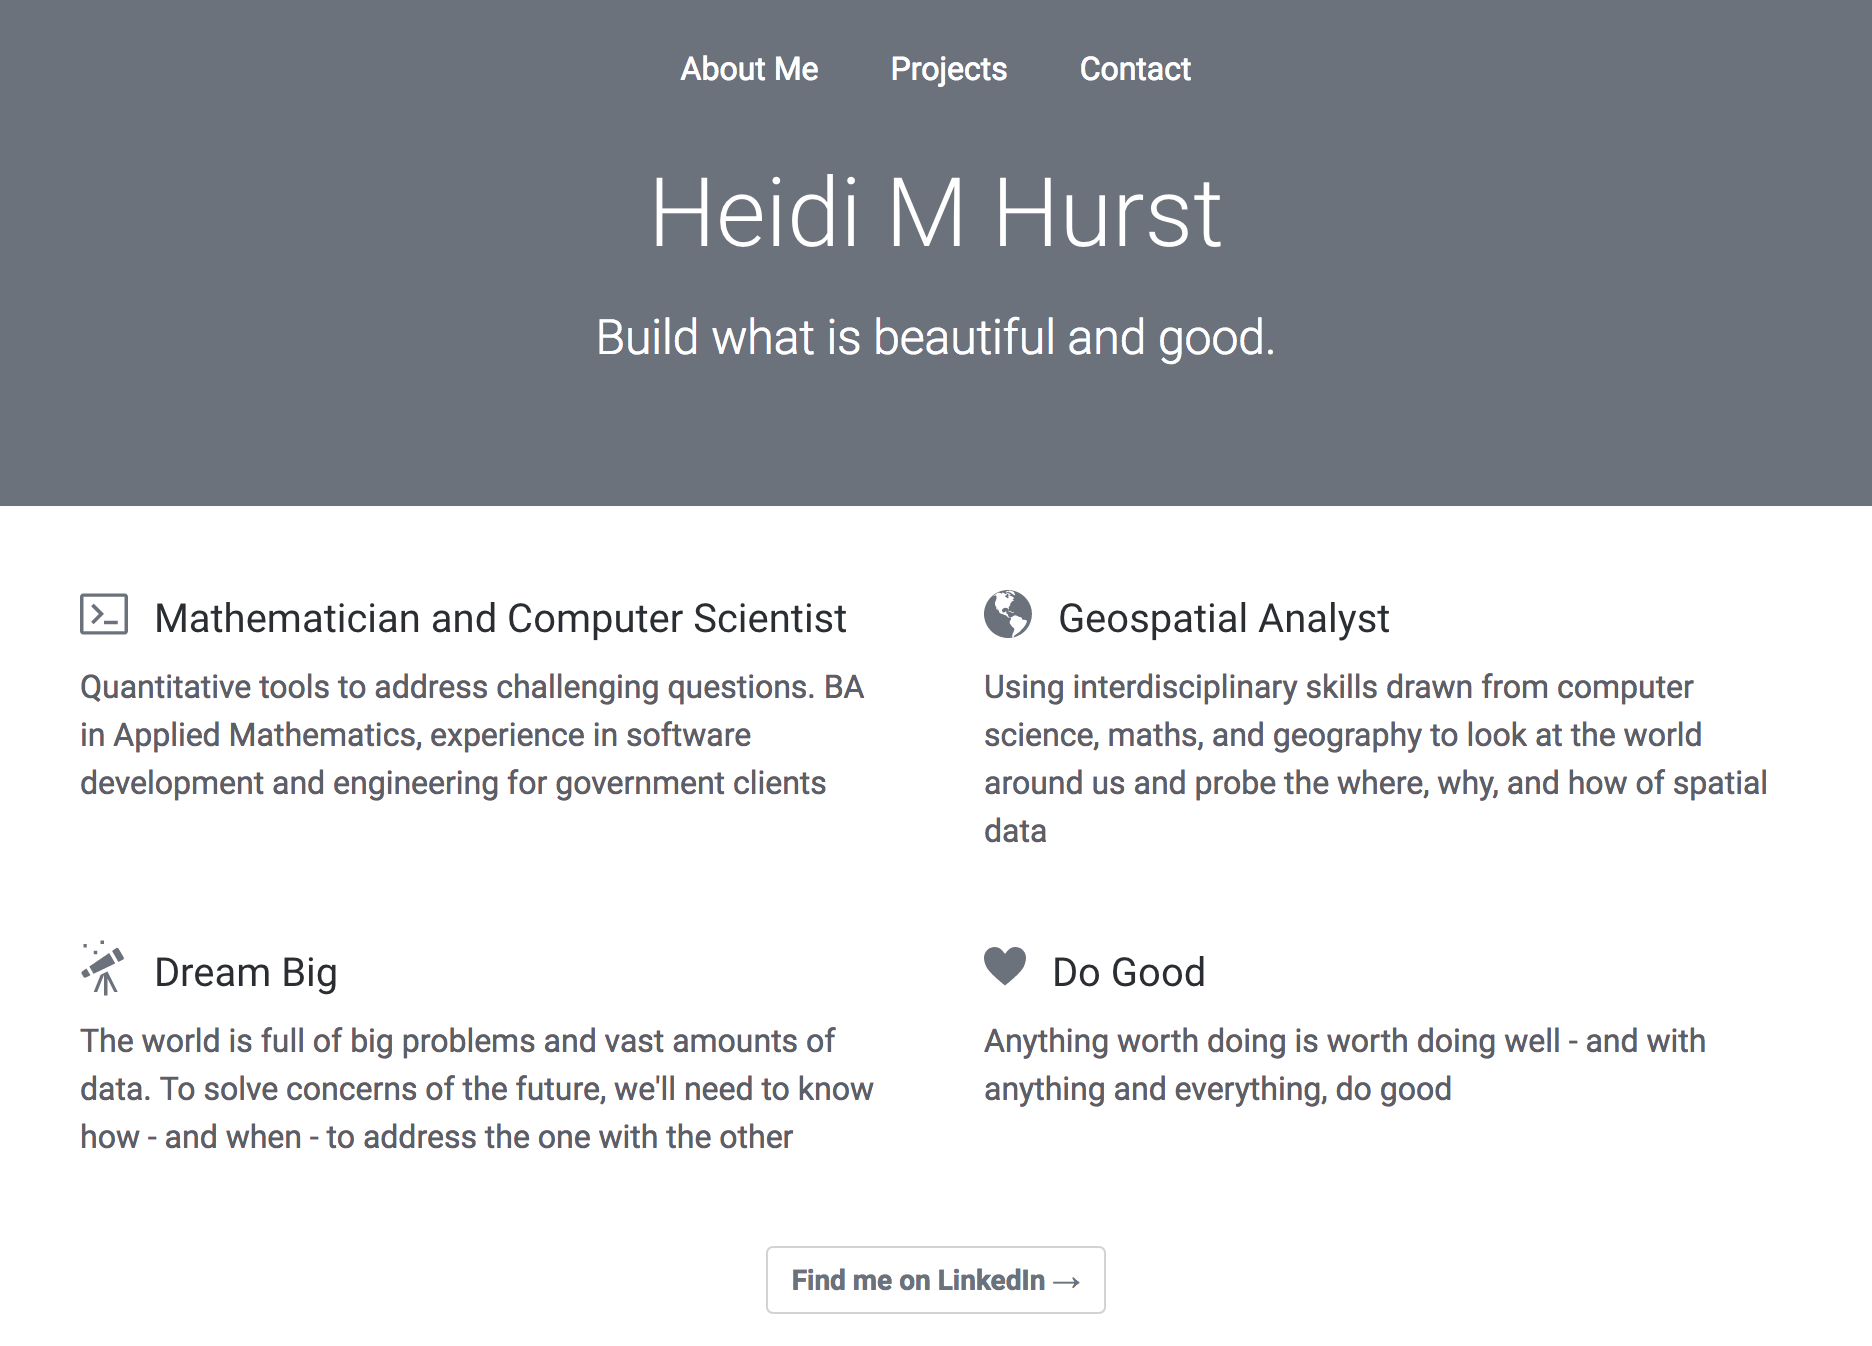 About Me Projects Contact
Heidi M Hurst
Build what is beautiful and good.
Mathematician and Computer Scientist
Quantitative tools to address challenging questions. BA
in Applied Mathematics, experience in software
development and engineering for government clients
Geospatial Analyst
Using interdisciplinary skills drawn from computer
science, maths, and geography to look at the world
around us and probe the where, why, and how of spatial
data
Dream Big
The world is full of big problems and vast amounts of
data. To solve concerns of the future, we'll need to know
how - and when - to address the one with the other
Do Good
Anything worth doing is worth doing well - and with
anything and everything, do good
Find me on LinkedIn →